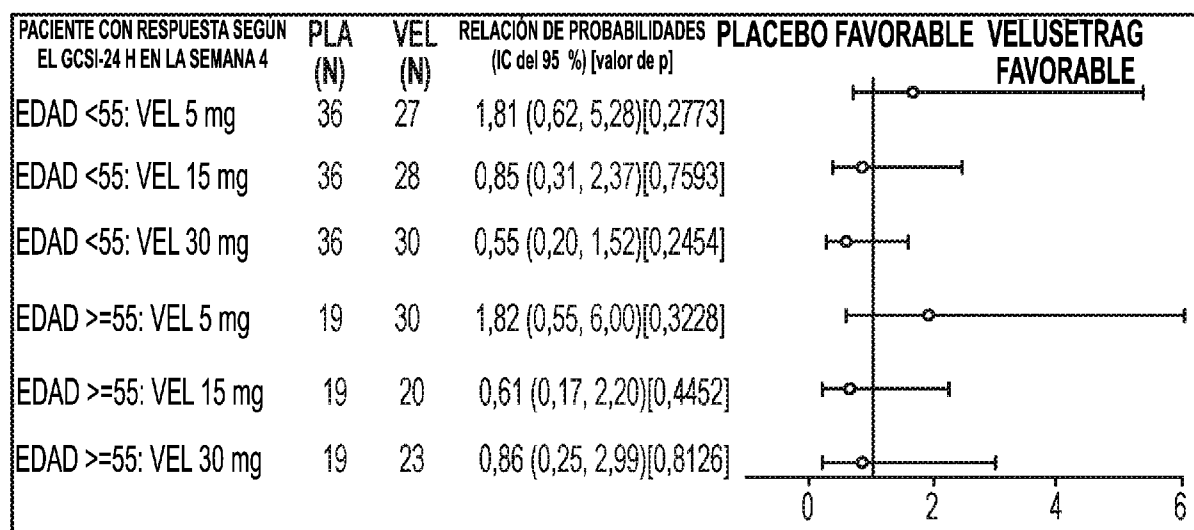 PACIENTE CON RESPUESTA SEGÚN EL GCSI-24 H EN LA SEMANA 4
PLA (N)
VEL (N)
RELACIÓN DE PROBABILIDADES (IC del 95 %) [valor de p]
PLACEBO FAVORABLE
VELUSETRAG FAVORABLE
EDAD <55: VEL 5 mg 36 27 1,81 (0,62, 5,28)[0,2773]
EDAD <55: VEL 15 mg 36 28 0,85 (0,31, 2,37)[0,7593]
EDAD <55: VEL 30 mg 36 30 0,55 (0,20, 1,52)[0,2454]
EDAD >=55: VEL 5 mg 19 30 1,82 (0,55, 6,00)[0,3228]
EDAD >=55: VEL 15 mg 19 20 0,61 (0,17, 2,20)[0,4452]
EDAD >=55: VEL 30 mg 19 23 0,86 (0,25, 2,99)[0,8126]
0 2 4 6